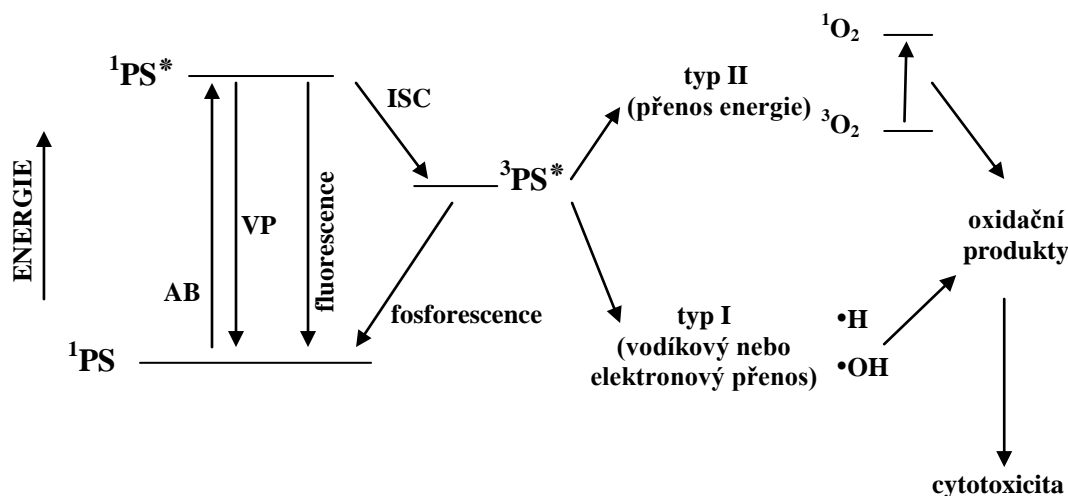 ¹O₂
¹PS*
ISC
typ II
(přenos energie)
³O₂
ENERGIE
³PS*
VP
fluorescence
AB
oxidační
produkty
fosforescence
typ I
(vodíkový nebo
elektronový přenos)
•H
•OH
¹PS
cytotoxicita